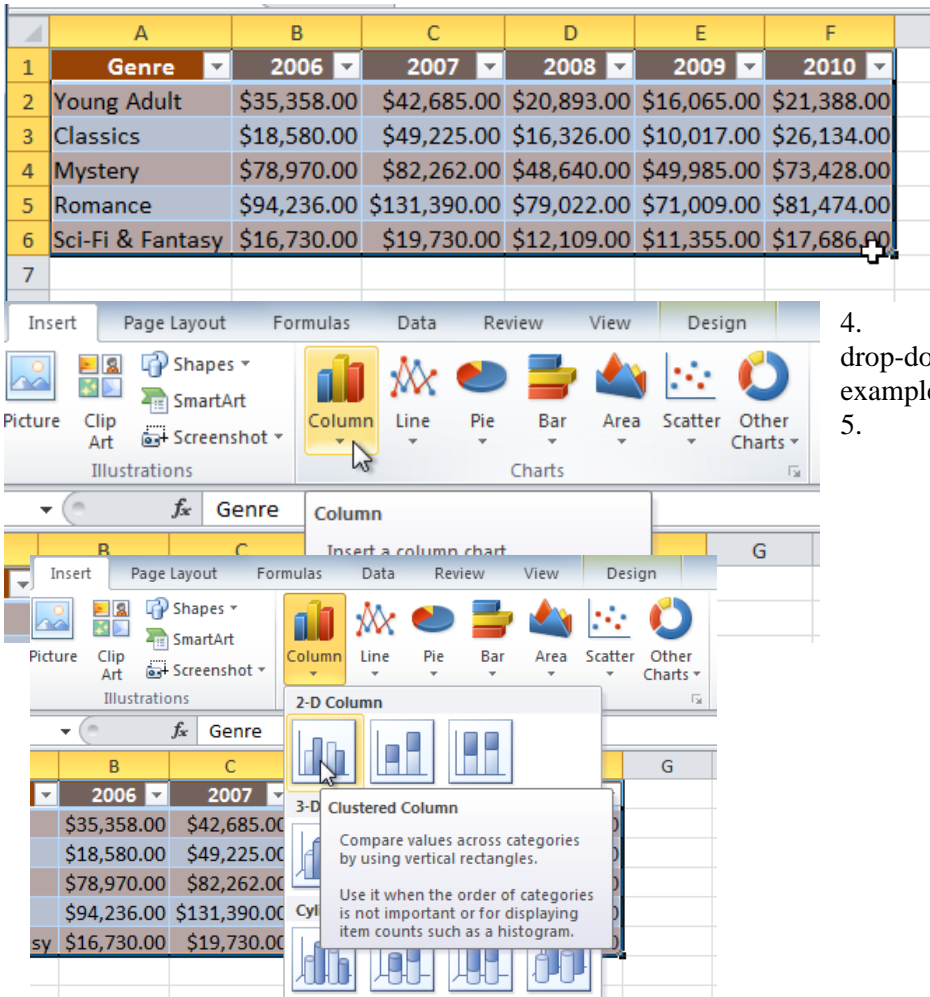 A B C D E F
1 Genre 2006 2007 2008 2009 2010
2 Young Adult $35,358.00 $42,685.00 $20,893.00 $16,065.00 $21,388.00
3 Classics $18,580.00 $49,225.00 $16,326.00 $10,017.00 $26,134.00
4 Mystery $78,970.00 $82,262.00 $48,640.00 $49,985.00 $73,428.00
5 Romance $94,236.00 $131,390.00 $79,022.00 $71,009.00 $81,474.00
6 Sci-Fi & Fantasy $16,730.00 $19,730.00 $12,109.00 $11,355.00 $17,686.00
7
Insert Page Layout Formulas Data Review View Design
Shapes
SmartArt
Screenshot
Picture Clip Art
Column Line Pie Bar Area Scatter Other Charts
Illustrations Charts
fx Genre
Column
Insert a column chart
B C G
4.
drop-do
example
5.
Insert Page Layout Formulas Data Review View Design
Shapes
SmartArt
Screenshot
Picture Clip Art
Column Line Pie Bar Area Scatter Other Charts
Illustrations
2-D Column
fx Genre
B C G
2006 2007
$35,358.00 $42,685.00
$18,580.00 $49,225.00
$78,970.00 $82,262.00
$94,236.00 $131,390.00
sy $16,730.00 $19,730.00
3-D
Clustered Column
Compare values across categories
by using vertical rectangles.
Use it when the order of categories
is not important or for displaying
item counts such as a histogram.
Cyli